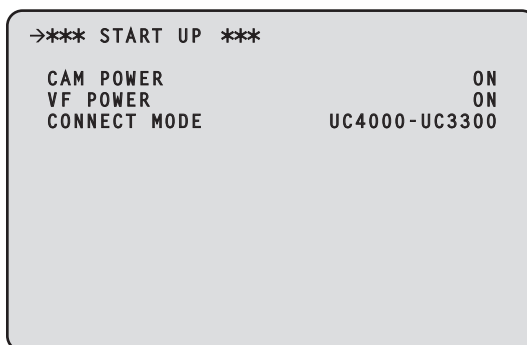 →*** START UP ***
CAM POWER ON
VF POWER ON
CONNECT MODE UC4000-UC3300